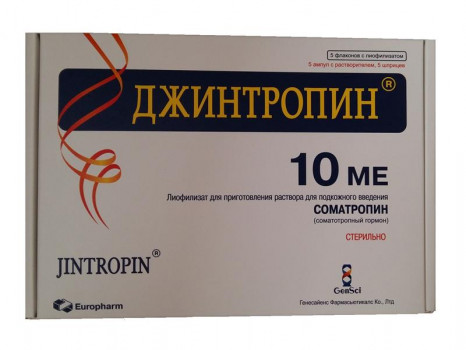 5 флаконов с лиофилизатом
5 ампул с растворителем, 5 шприцев
ДЖИНТРОПИН®
10 МЕ
Лиофилизат для приготовления раствора для подкожного введения
СОМАТРОПИН
(соматотропный гормон)
СТЕРИЛЬНО
JINTROPIN®
GenSci
Europharm
Генесайенс Фармасьютикалс Ко., Лтд